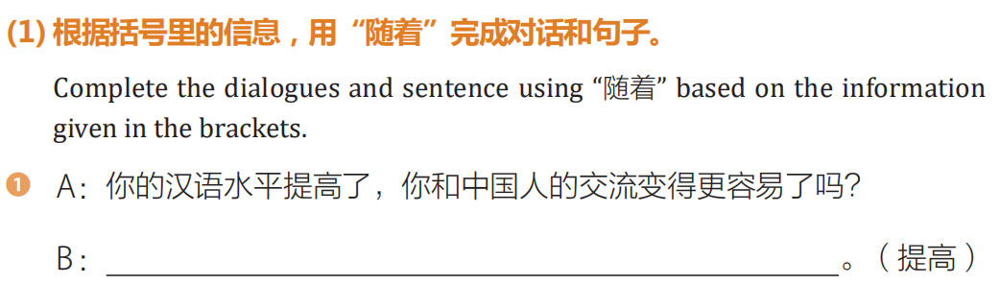 (1) 根据括号里的信息，用“随着”完成对话和句子。
Complete the dialogues and sentence using “随着” based on the information
given in the brackets.
1 A：你的汉语水平提高了，你和中国人的交流变得更容易了吗？
B：______________________________。（提高）